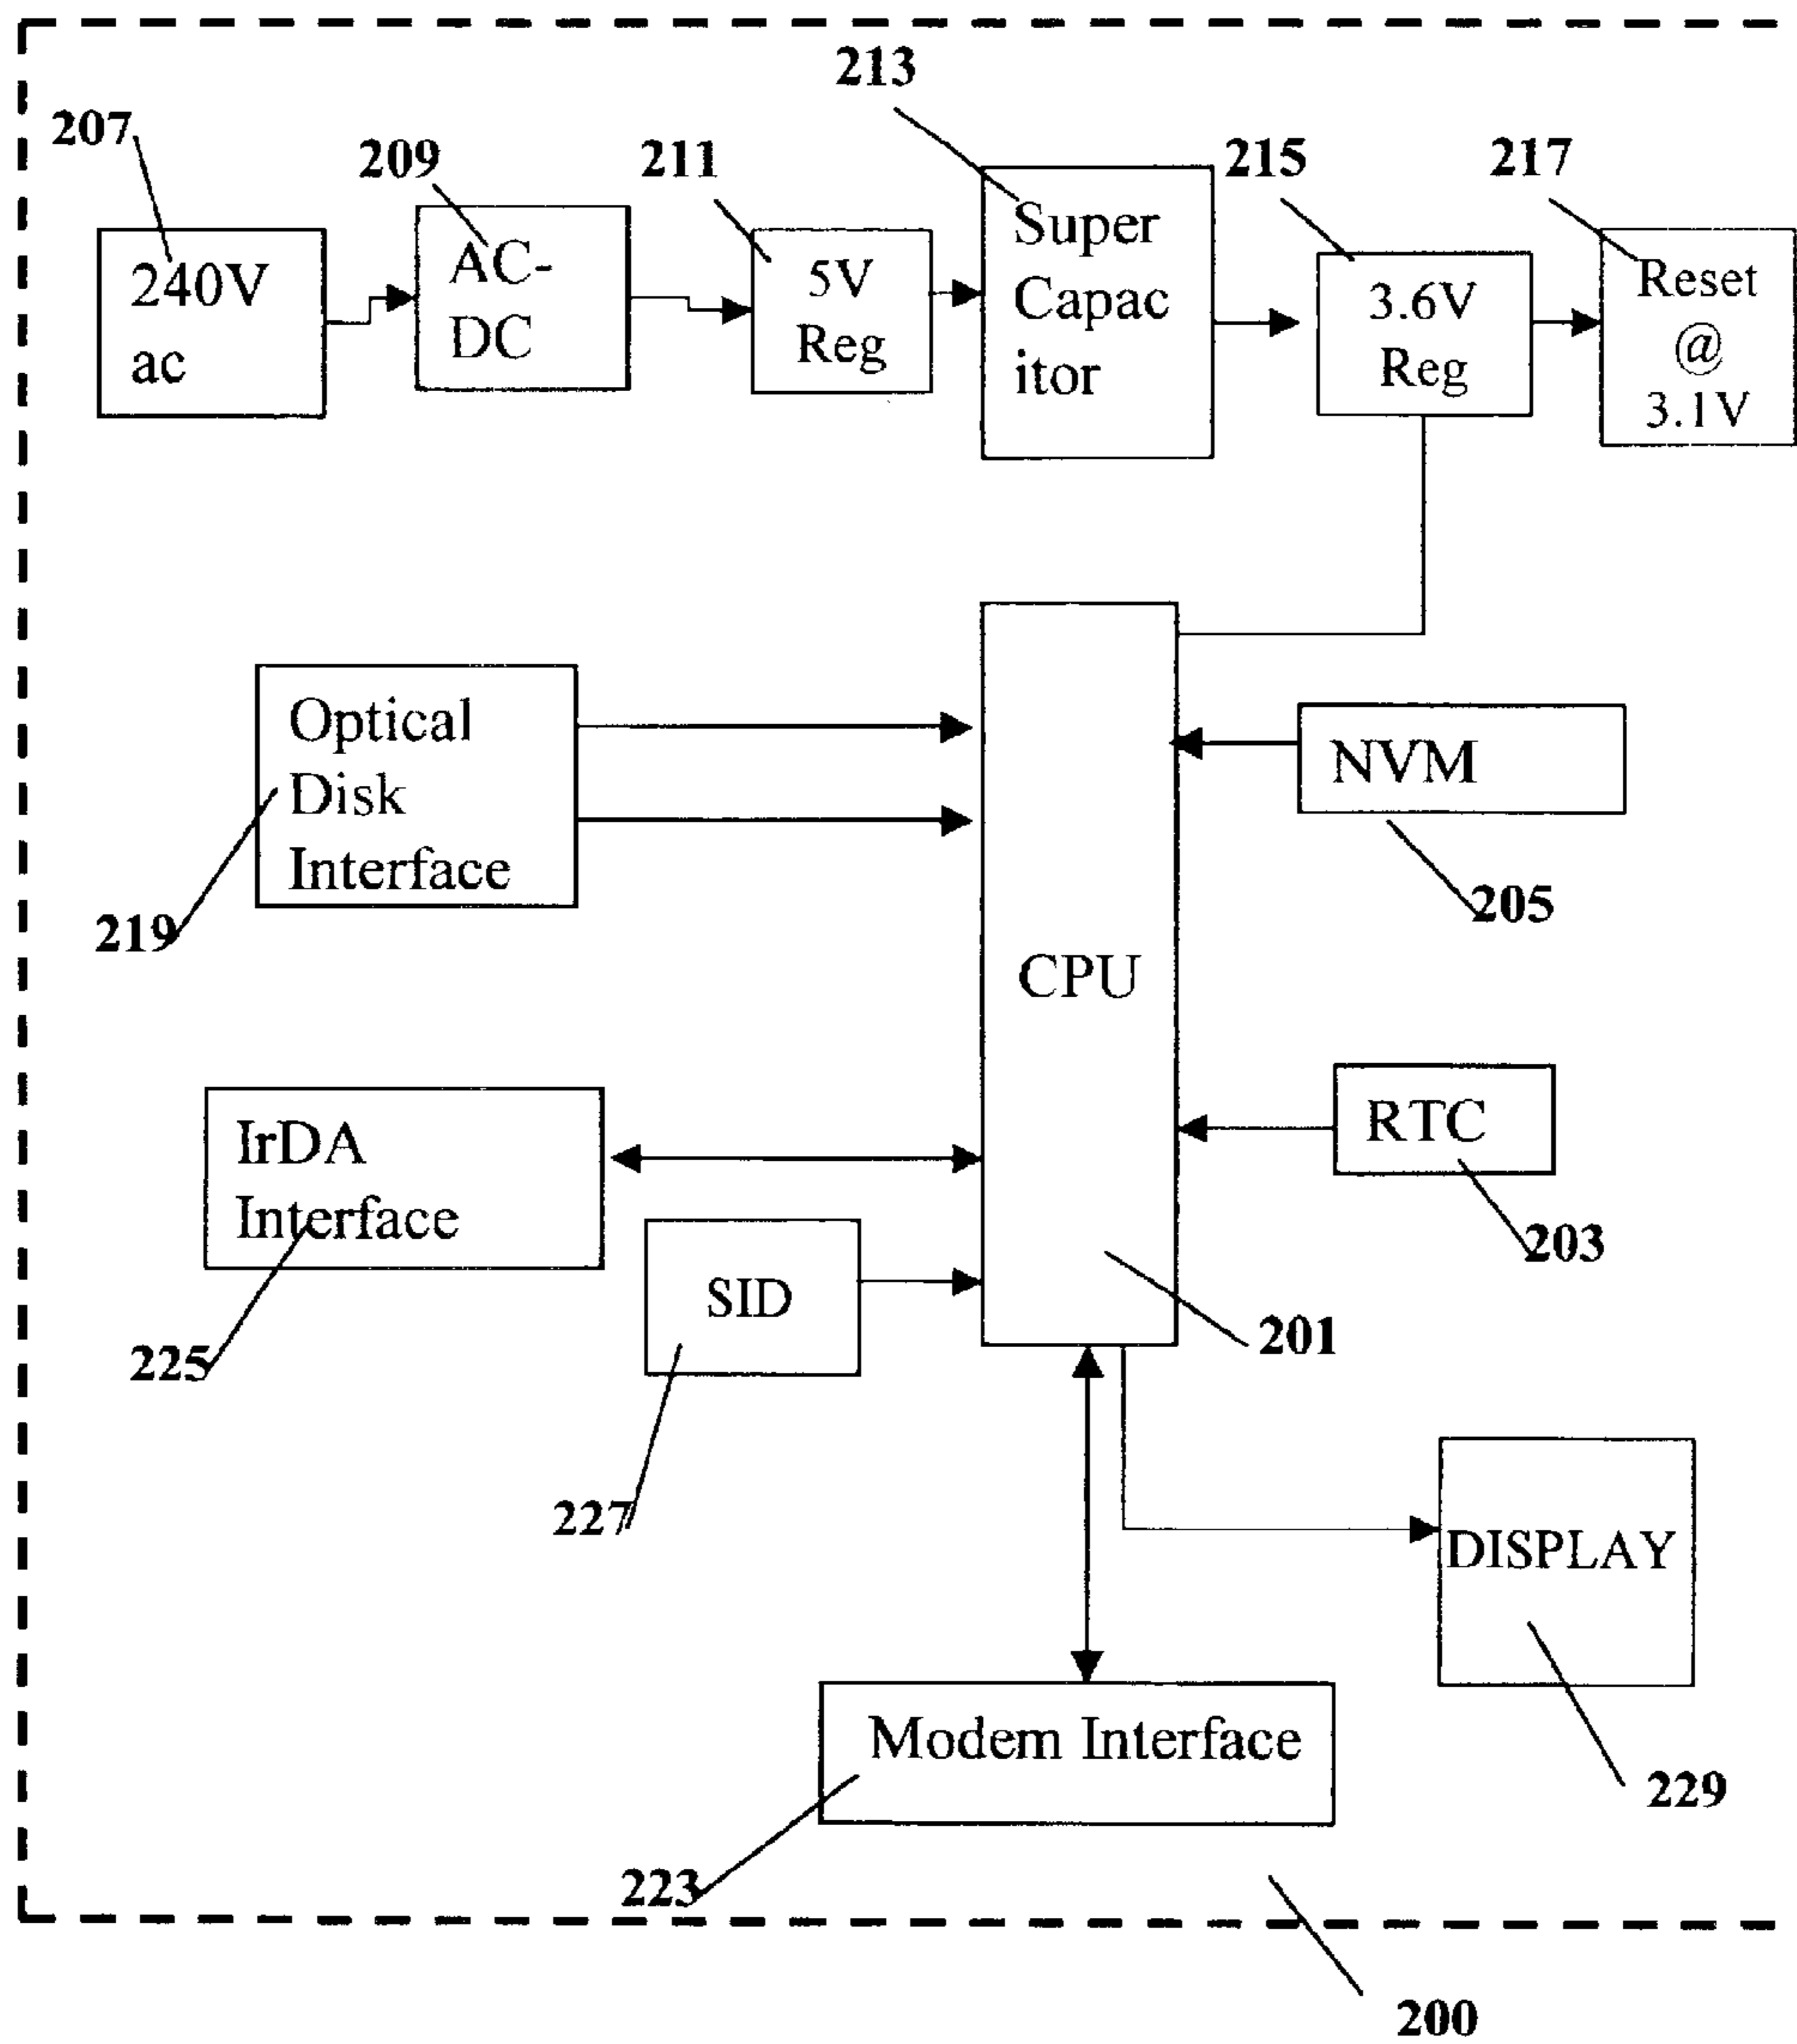 213
207
209
211
215
217
240V
ac
AC-
DC
5V
Reg
Super
Capac
itor
3.6V
Reg
Reset
@
3.1V
Optical
Disk
Interface
219
NVM
205
CPU
IrDA
Interface
225
RTC
203
SID
227
201
DISPLAY
229
Modem Interface
223
200